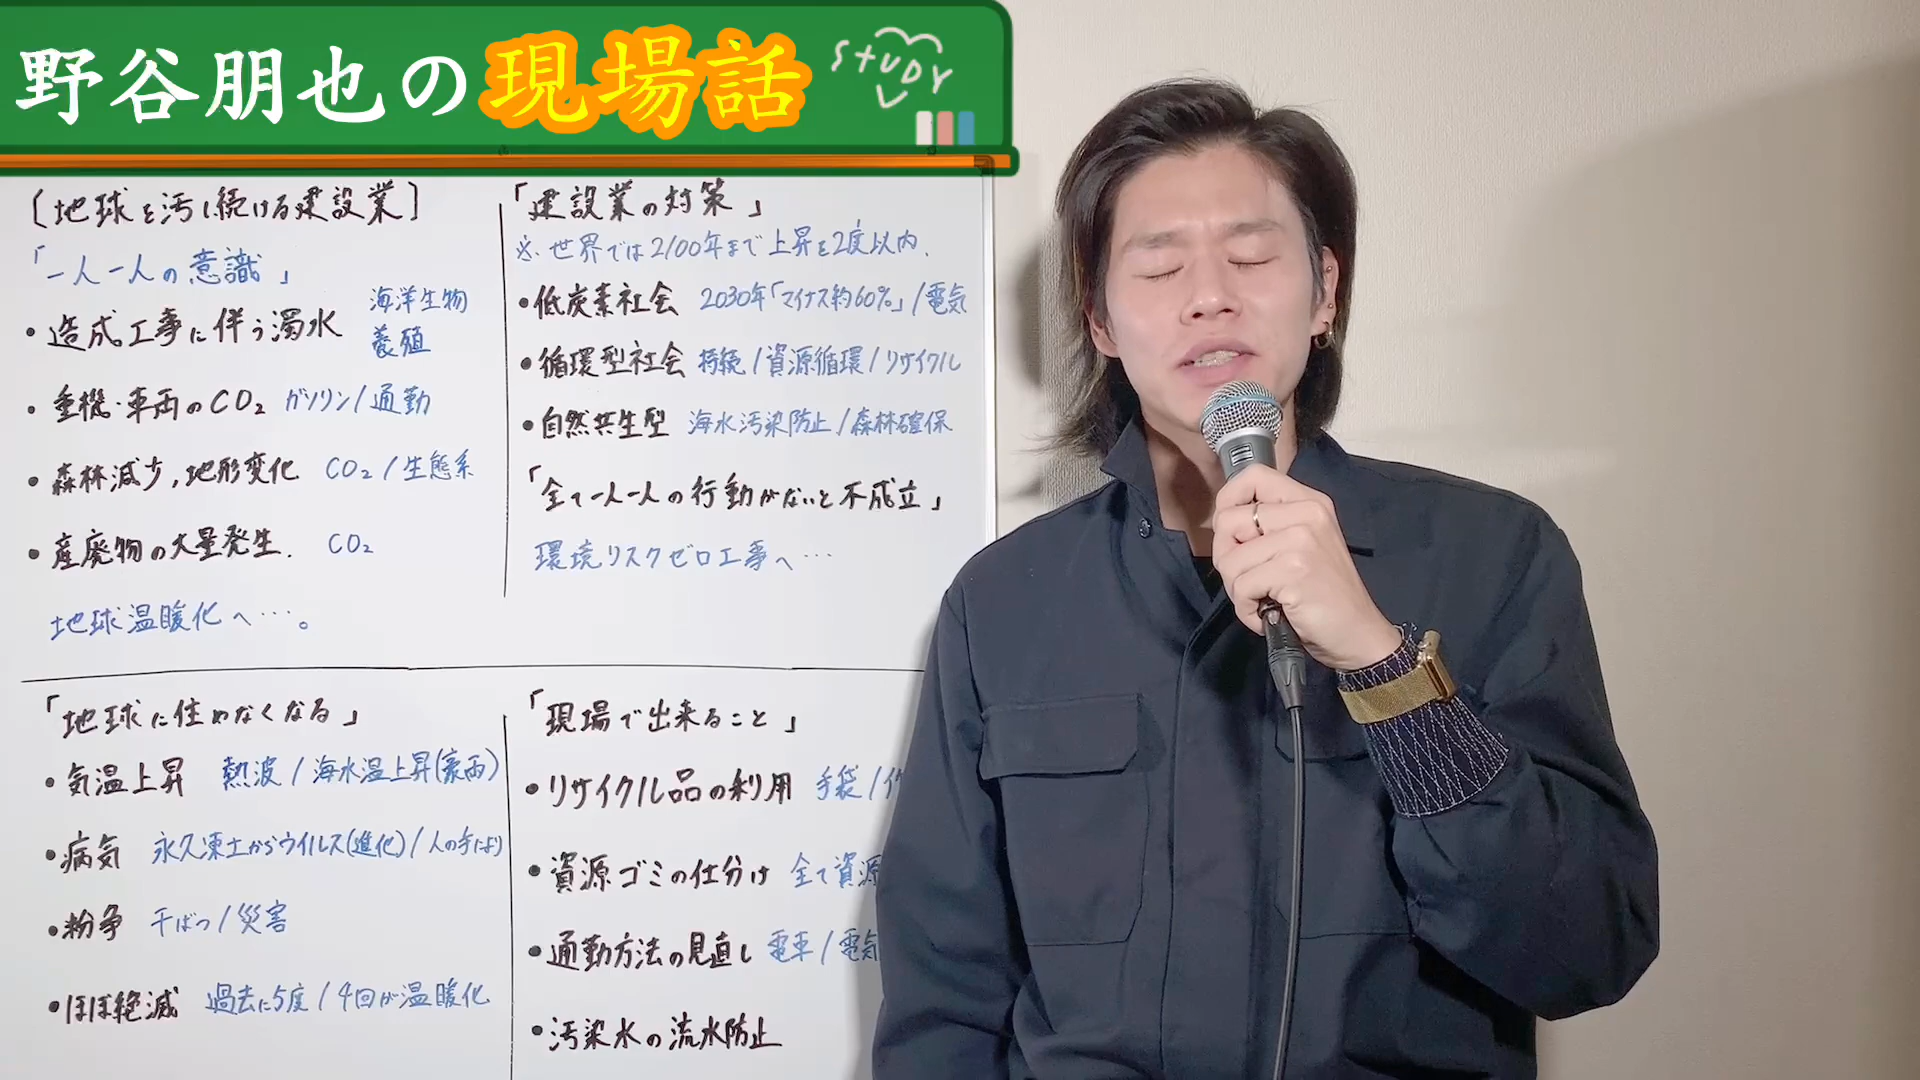 野谷朋也の現場話
STUDY
〔地球を汚し続ける建設業〕
「一人一人の意識」
・造成工事に伴う濁水 海洋生物 養殖
・重機・車両のCO2 ガソリン/通勤
・森林減少,地形変化 CO2/生態系
・産廃物の大量発生. CO2
地球温暖化へ…。
「建設業の対策」
※.世界では2100年まで上昇を2度以内.
・低炭素社会 2030年「マイナス約60%」/電気
・循環型社会 持続/資源循環/リサイクル
・自然共生型 海水汚染防止/森林確保
「全て一人一人の行動がないと不成立」
環境リスクゼロ工事へ…
「地球に住めなくなる」
・気温上昇 熱波/海水温上昇(豪雨)
・病気 永久凍土からウイルス(進化)/人の手により
・紛争 干ばつ/災害
・ほぼ絶滅 過去に5度/4回が温暖化
「現場で出来ること」
・リサイクル品の利用 手袋/
・資源ゴミの仕分け 全て資源
・通勤方法の見直し 電車/電気
・汚染水の流水防止